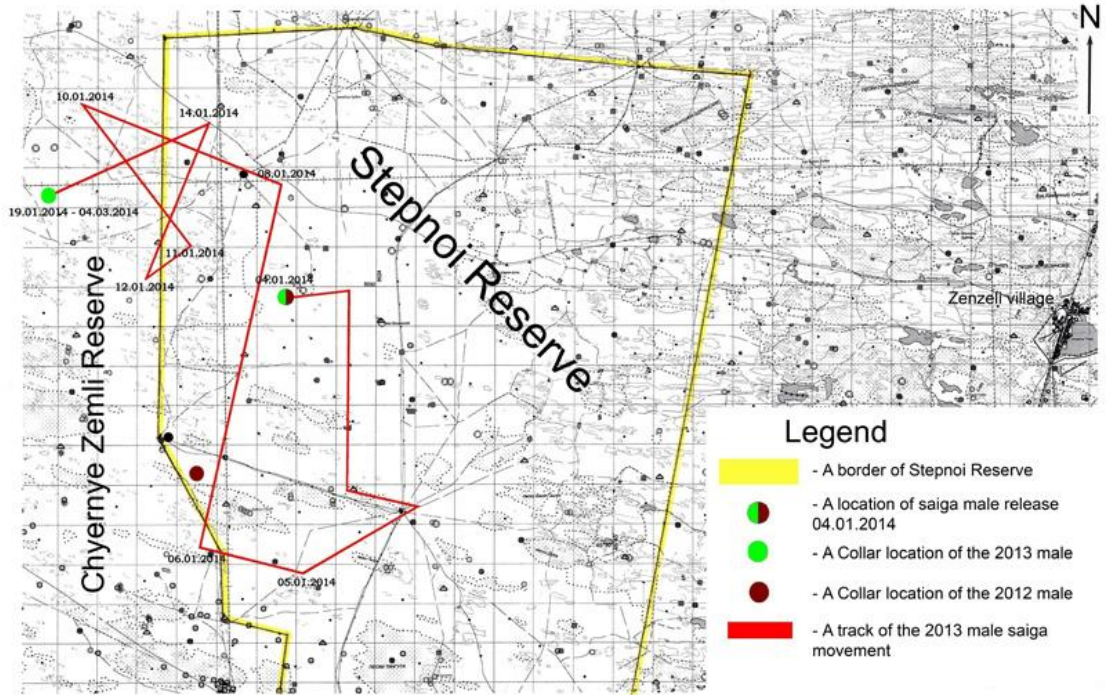 N
10.01.2014
14.01.2014
08.01.2014
19.01.2014 - 04.03.2014
11.01.2014
12.01.2014
04.01.2014
Stepnoi Reserve
Chyernye Zemli Reserve
Zenzell village
06.01.2014
05.01.2014
Legend
- A border of Stepnoi Reserve
- A location of saiga male release
04.01.2014
- A Collar location of the 2013 male
- A Collar location of the 2012 male
- A track of the 2013 male saiga
movement